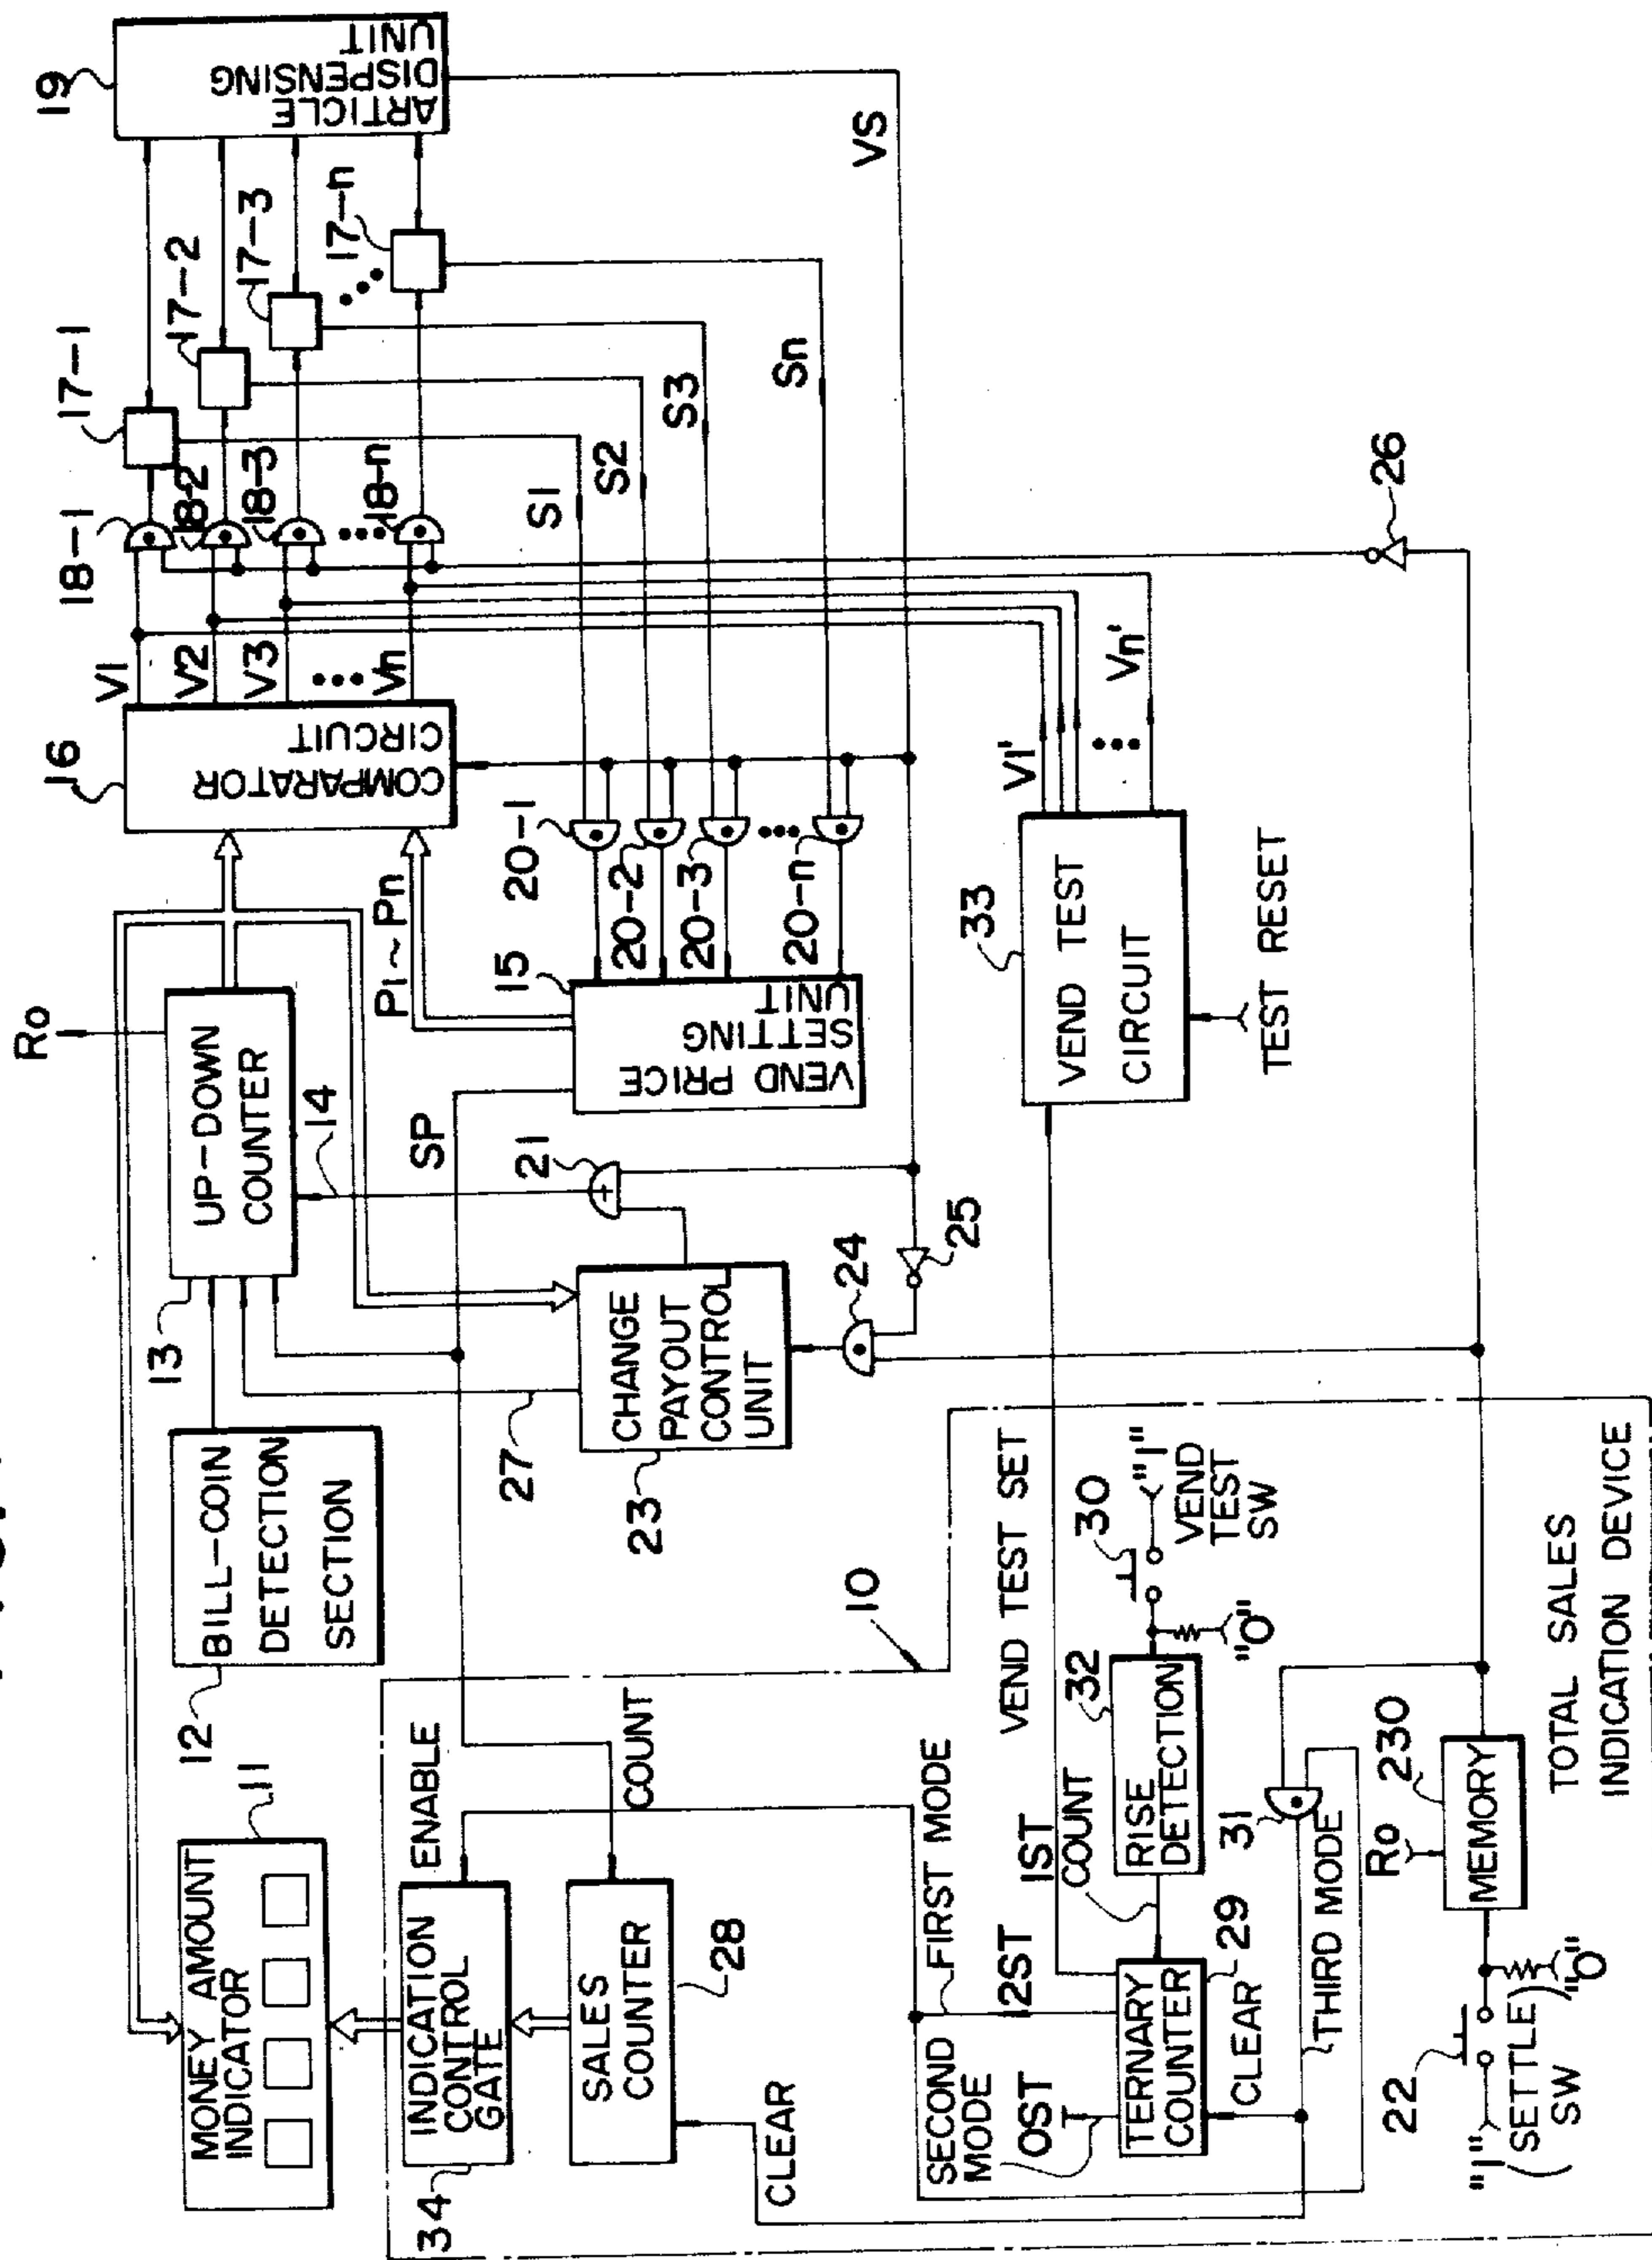 Ro
11
MONEY AMOUNT
INDICATOR
12
BILL-COIN
DETECTION
SECTION
13
UP-DOWN
COUNTER
14
16
COMPARATOR
CIRCUIT
V1
V2
V3
Vn
18-1
18-2
18-3
18-n
17-1
17-2
17-3
17-n
19
ARTICLE
DISPENSING
UNIT
34
INDICATION
CONTROL
GATE
ENABLE
SALES
COUNTER
28
COUNT
CLEAR
27
SP
P1~Pn
23
CHANGE
PAYOUT
CONTROL
UNIT
21
15
VEND PRICE
SETTING
UNIT
20-1
20-2
20-3
20-n
S1
S2
S3
Sn
VS
24
25
10
SECOND
MODE
0ST
2ST
FIRST MODE
1ST
VEND TEST SET
TERNARY
COUNTER
29
CLEAR
COUNT
RISE
DETECTION
32
30
"1"
VEND
TEST
SW
"0"
33
VEND TEST
CIRCUIT
V1'
Vn'
TEST RESET
26
THIRD MODE
31
22
"1"
(SETTLE)
SW
"0"
Ro
MEMORY
230
TOTAL SALES
INDICATION DEVICE